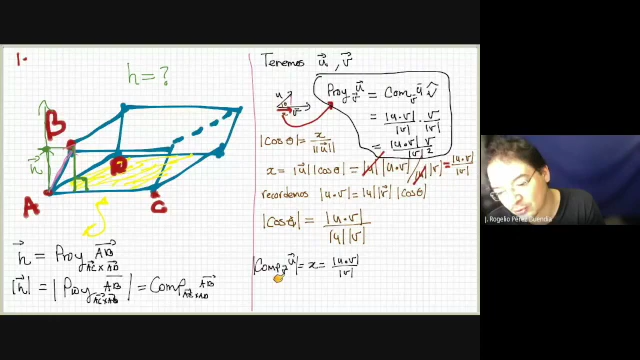 1.
h = ?
B
h⃗
A
D
C
S
h⃗ = Proy_{AC×AD} AB
|h⃗| = |Proy_{AC×AD} AB| = Comp_{AC×AD} AB
Tenemos u⃗, v⃗
u
θ
x
v
Proy_v⃗ u⃗ = Com_v⃗ u⃗ v̂
= |u•v| / |v| v / |v|
= |u•v| v / |v|²
|Cos θ| = x / ||u⃗||
x = |u⃗| |cos θ| = |u| |u•v| / |u| |v| = |u•v| / |v|
recordemos |u•v| = |u| |v⃗| |cos θ|
|Cos θ| = |u•v| / |u| |v|
|Comp_v⃗ u⃗| = x = |u•v| / |v|
J. Rogelio Pérez Buendía